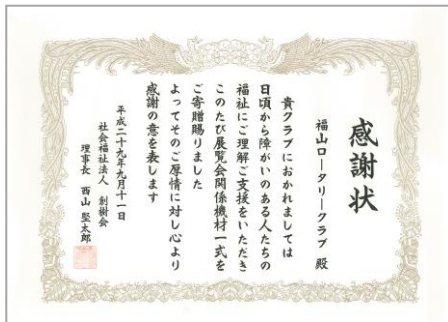 感謝状
福山ロータリークラブ 殿
貴クラブにおかれましては
日頃から障がいのある人たちの
福祉にご理解ご支援をいただき
このたび展覧会関係機材一式を
ご寄贈賜りました
よってそのご厚情に対し心より
感謝の意を表します
平成二十九年九月十一日
社会福祉法人 創樹会
理事長 西山 堅太郎